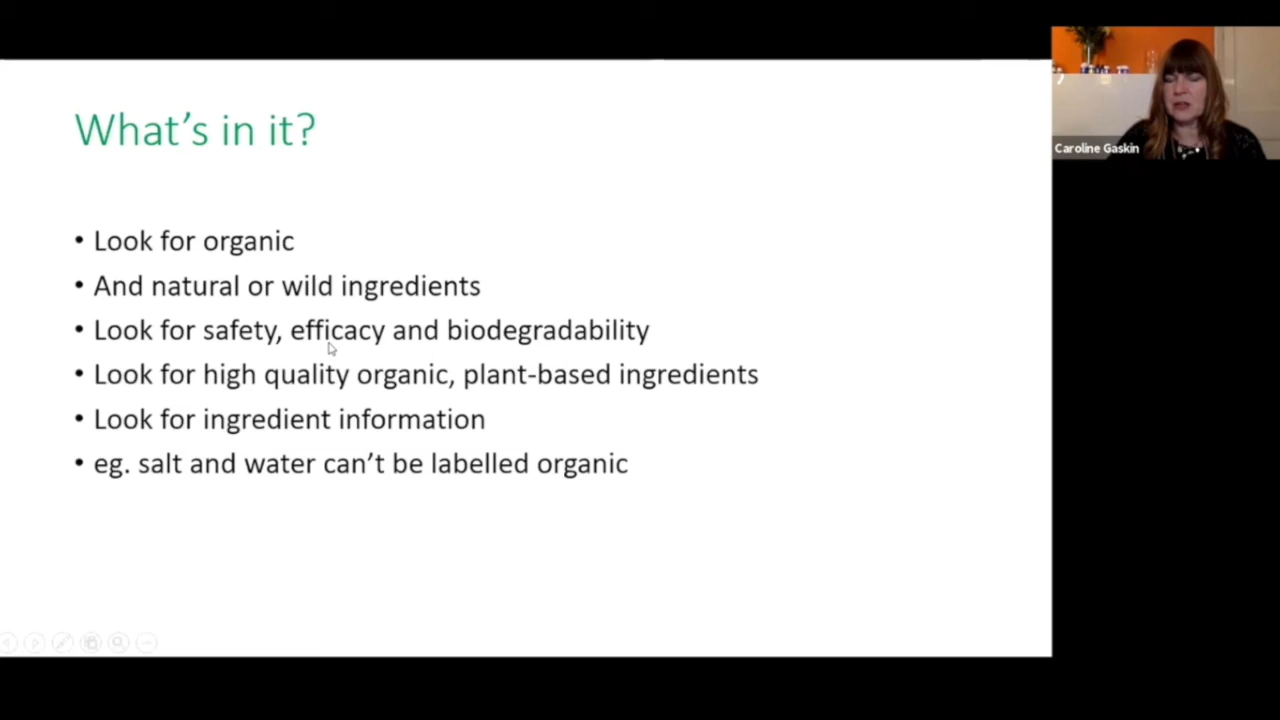 What's in it?
• Look for organic
• And natural or wild ingredients
• Look for safety, efficacy and biodegradability
• Look for high quality organic, plant-based ingredients
• Look for ingredient information
• eg. salt and water can't be labelled organic
Caroline Gaskin